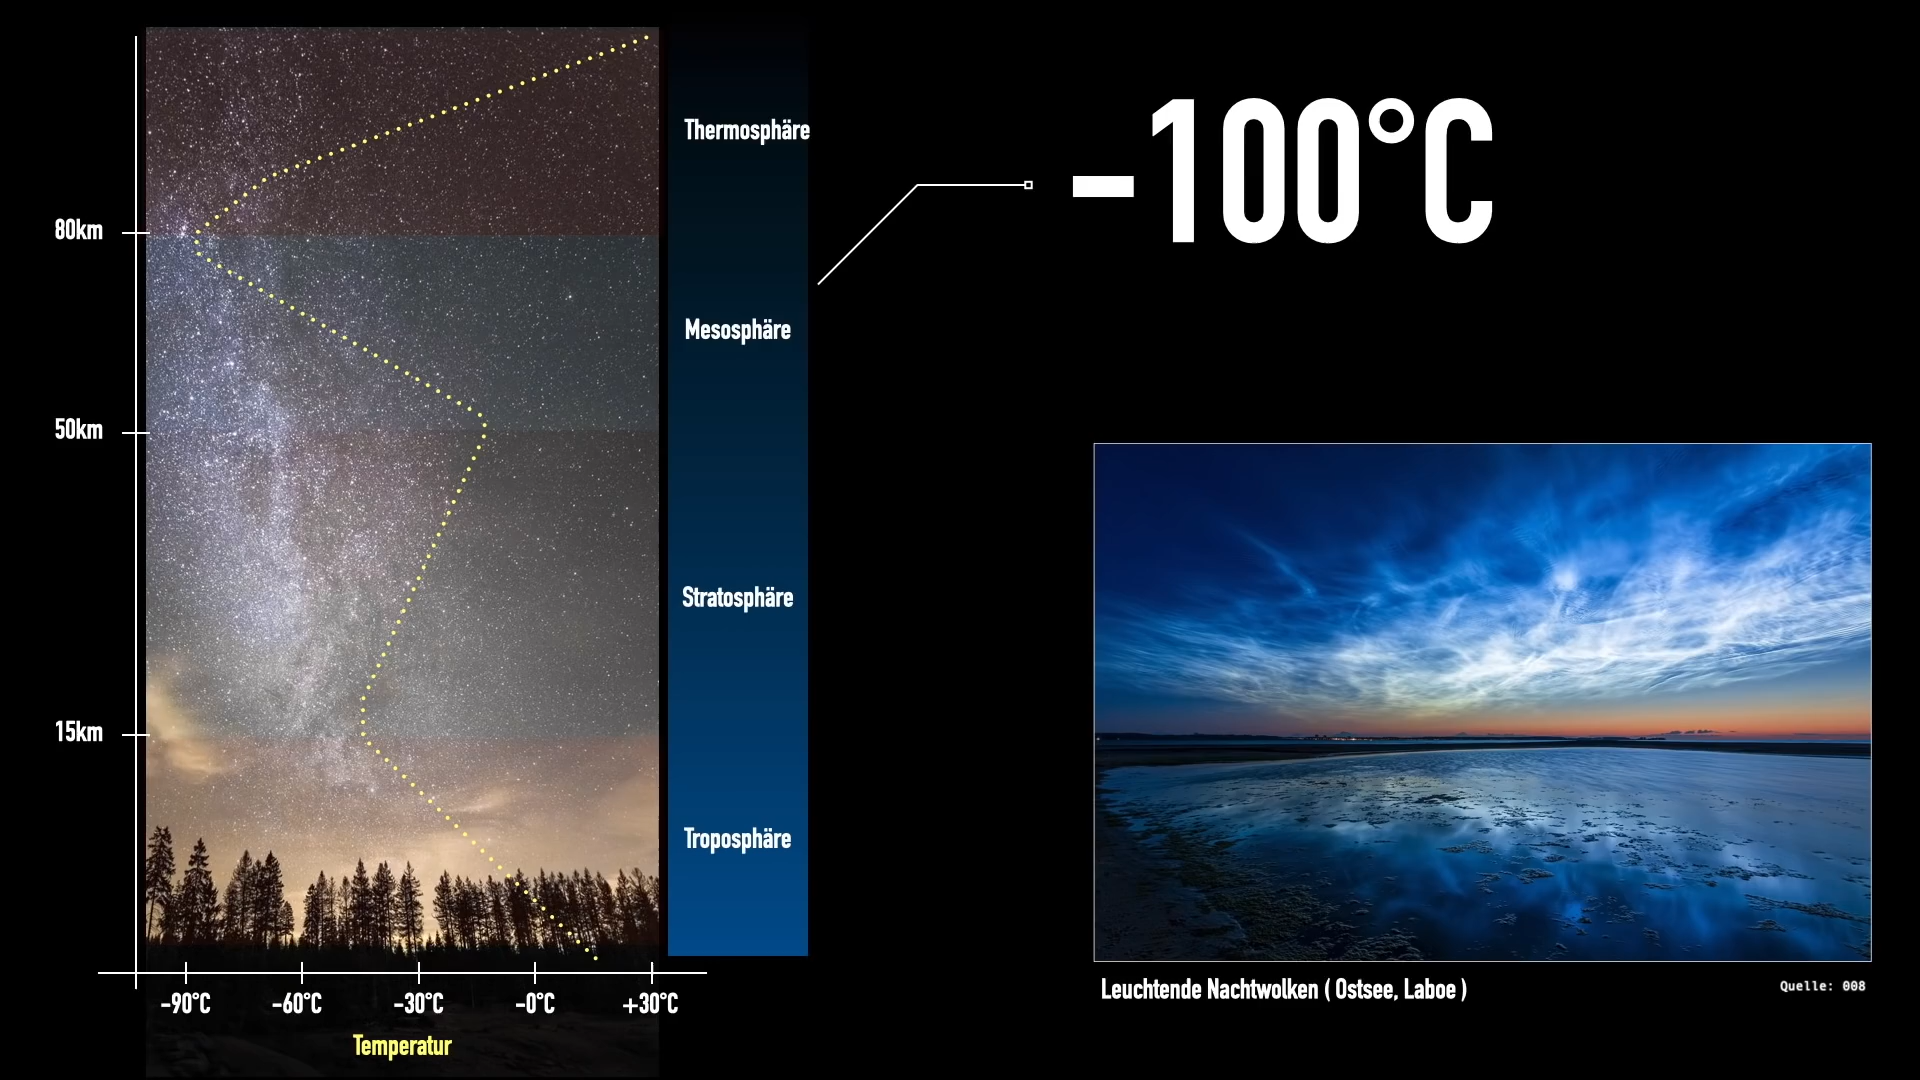 80km
50km
15km
-90°C
-60°C
-30°C
-0°C
+30°C
Temperatur
Thermosphäre
Mesosphäre
Stratosphäre
Troposphäre
-100°C
Leuchtende Nachtwolken ( Ostsee, Laboe )
Quelle: 008